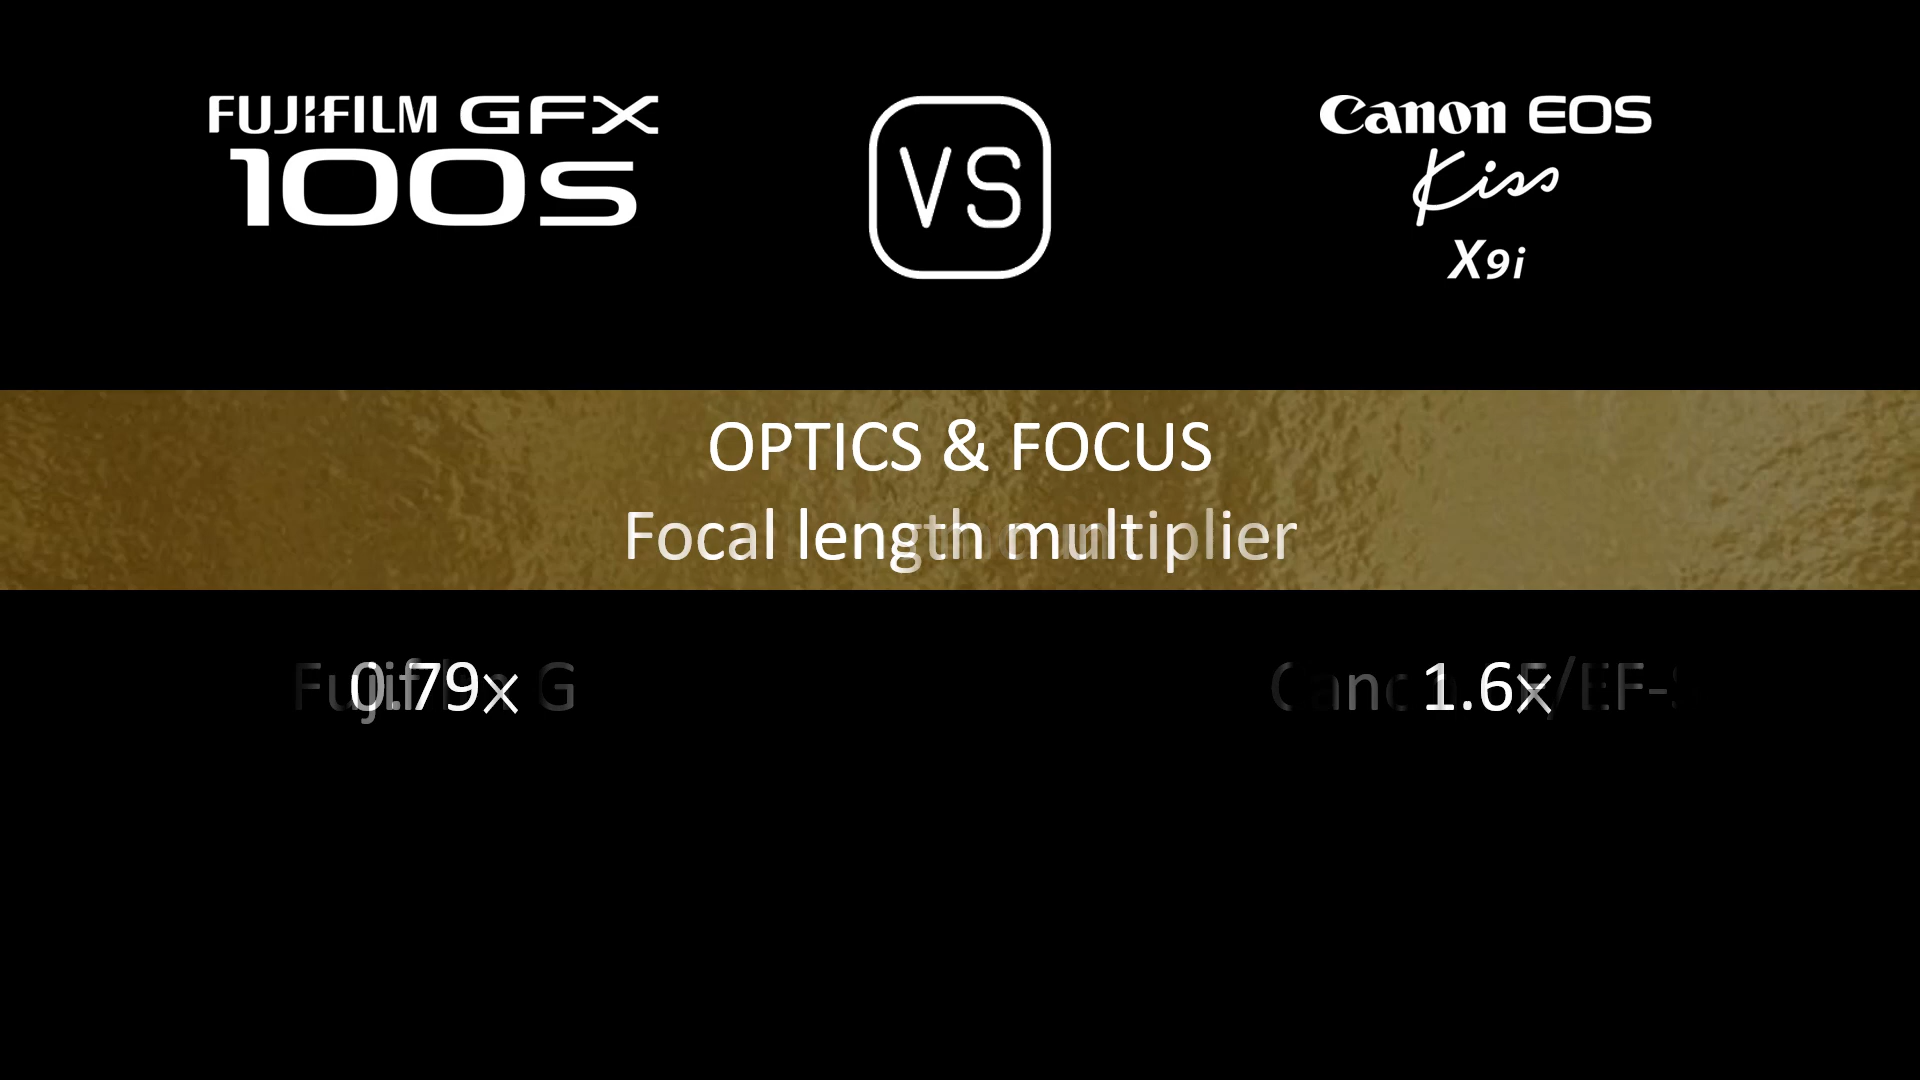 FUJIFILM GFX
100S
VS
Canon EOS
Kiss
X9i
OPTICS & FOCUS
Focal length multiplier
0.79x
1.6x